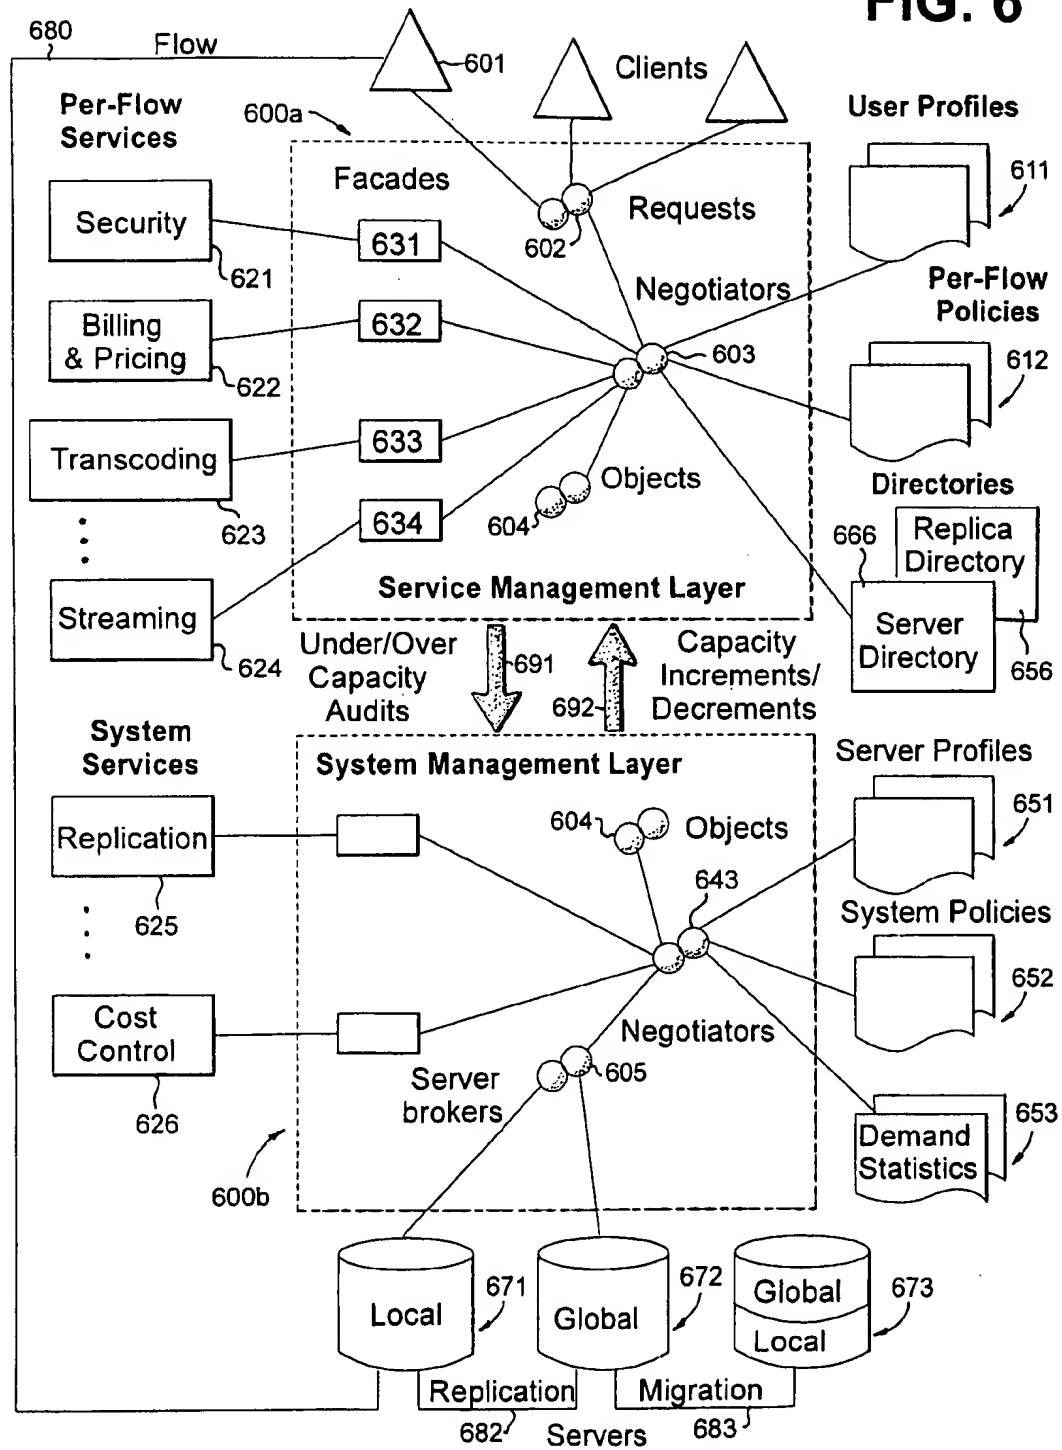 FIG. 6
680
Flow
601
Clients
Per-Flow
Services
600a
User Profiles
Facades
611
Security
631
Requests
602
621
Negotiators
Per-Flow
Policies
Billing
& Pricing
632
603
612
622
Transcoding
633
Objects
Directories
604
623
634
666
Replica
Directory
Service Management Layer
Streaming
Server
Directory
624
656
Under/Over
Capacity
Audits
691
692
Capacity
Increments/
Decrements
System
Services
System Management Layer
Server Profiles
651
Replication
604
Objects
643
625
System Policies
652
Cost
Control
Negotiators
626
Server
brokers
605
653
Demand
Statistics
600b
Local
671
Global
672
Global
Local
673
Replication
Migration
682
Servers
683